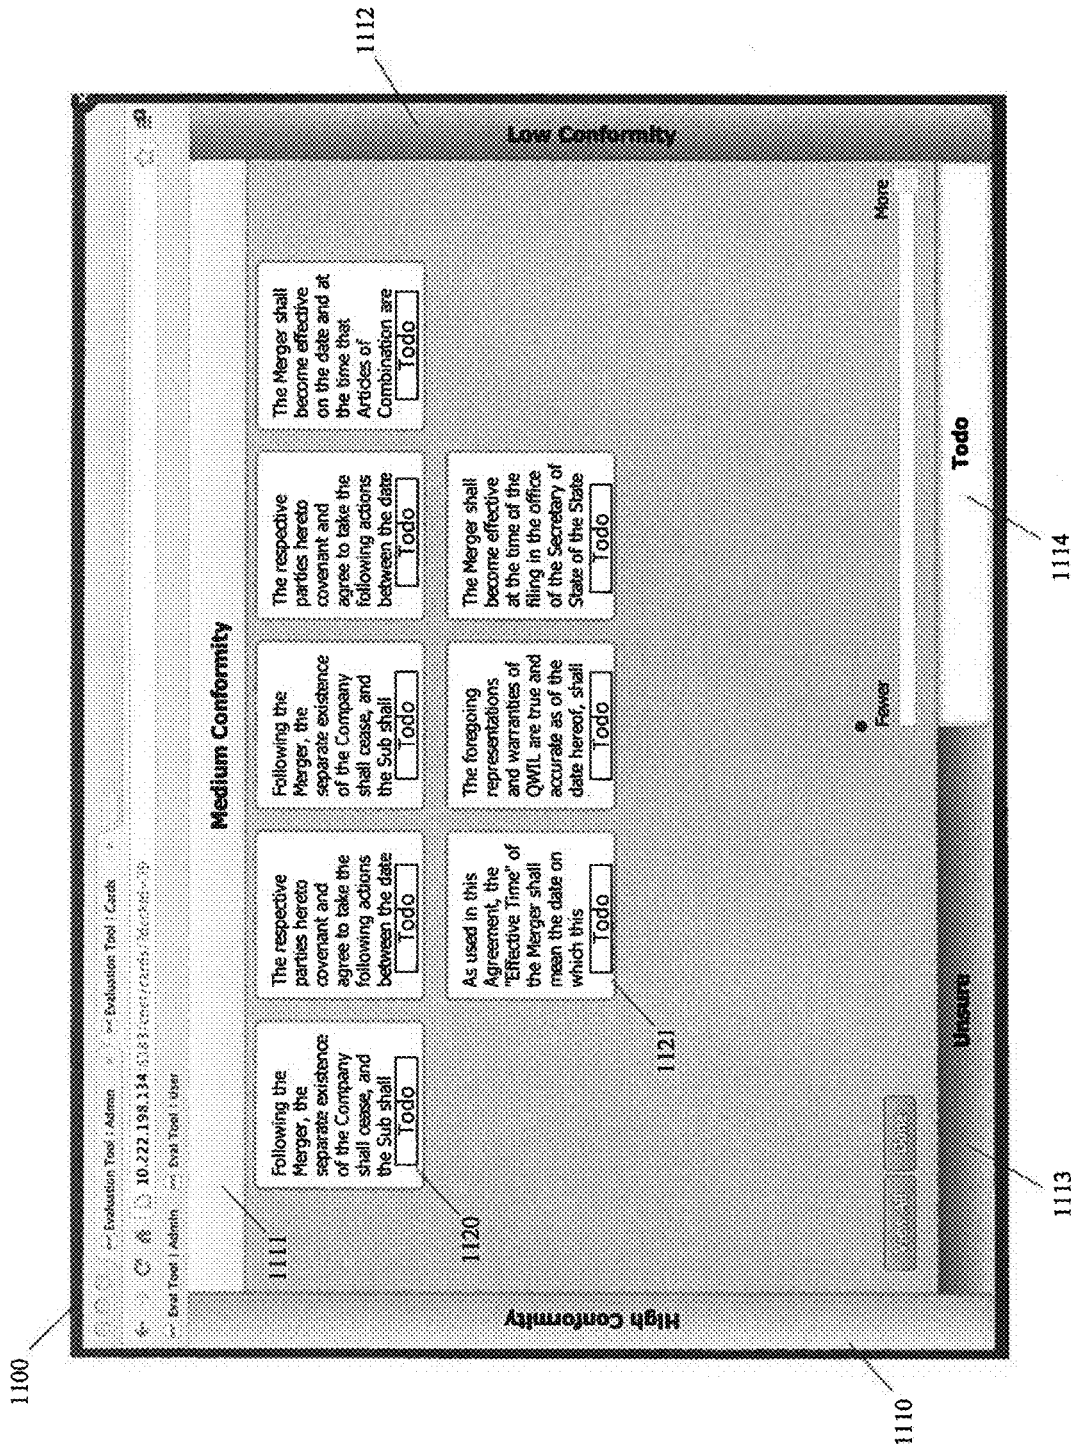 1100
Evaluation Tool : Admin
Evaluation Tool : Cards
10.222.198.134
Eval Tool | Admin
Eval Tool : User
Medium Conformity
1111
High Conformity
1110
Low Conformity
1112
Following the
Merger, the
separate existence
of the Company
shall cease, and
the Sub shall
Todo
1120
The respective
parties hereto
covenant and
agree to take the
following actions
between the date
Todo
Following the
Merger, the
separate existence
of the Company
shall cease, and
the Sub shall
Todo
The respective
parties hereto
covenant and
agree to take the
following actions
between the date
Todo
The Merger shall
become effective
on the date and at
the time that
Articles of
Combination are
Todo
As used in this
Agreement, the
"Effective Time" of
the Merger shall
mean the date on
which this
Todo
1121
The foregoing
representations
and warranties of
QWIL are true and
accurate as of the
date hereof, shall
Todo
The Merger shall
become effective
at the time of the
filing in the office
of the Secretary of
State of the State
Todo
Fewer
More
Unsure
1113
Todo
1114